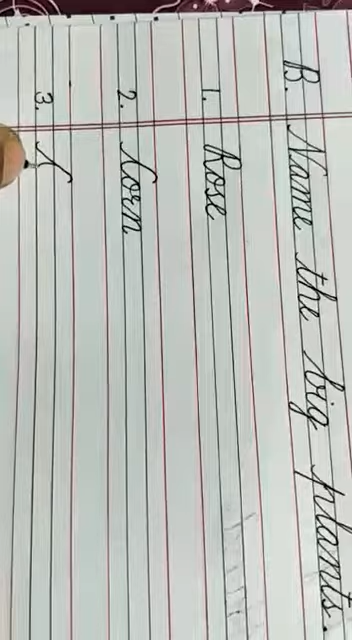 B. Name the big plants.
1. Rose
2. Corn
3.